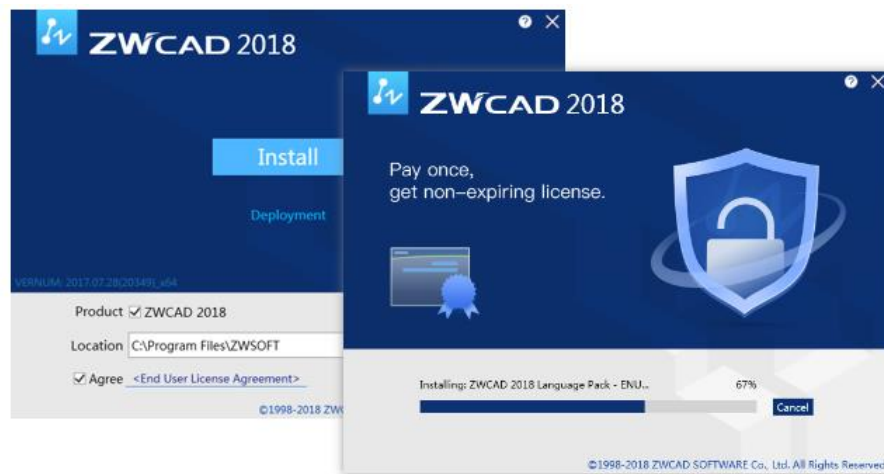 ZWCAD 2018
Install
Deployment
VERNUM: 2017.07.28(20349)_x64
Product ZWCAD 2018
Location C:\Program Files\ZWSOFT
Agree <End User License Agreement>
©1998-2018 ZW
ZWCAD 2018
Pay once,
get non-expiring license.
Installing: ZWCAD 2018 Language Pack - ENU...
67%
Cancel
©1998-2018 ZWCAD SOFTWARE Co., Ltd. All Rights Reserved